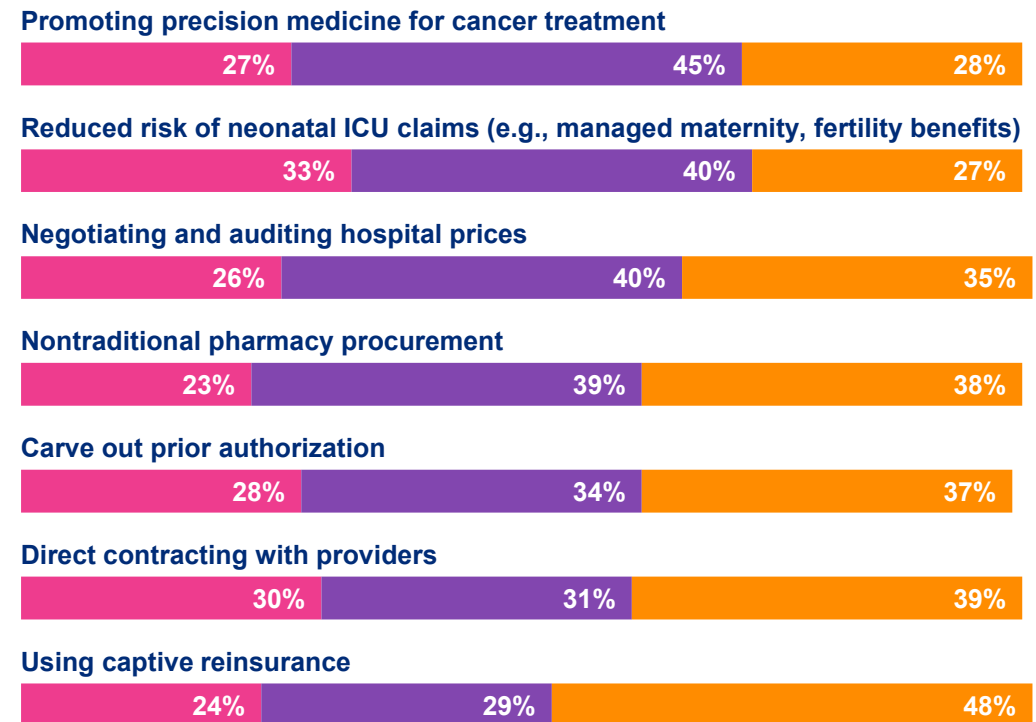 Promoting precision medicine for cancer treatment
27% 45% 28%
Reduced risk of neonatal ICU claims (e.g., managed maternity, fertility benefits)
33% 40% 27%
Negotiating and auditing hospital prices
26% 40% 35%
Nontraditional pharmacy procurement
23% 39% 38%
Carve out prior authorization
28% 34% 37%
Direct contracting with providers
30% 31% 39%
Using captive reinsurance
24% 29% 48%